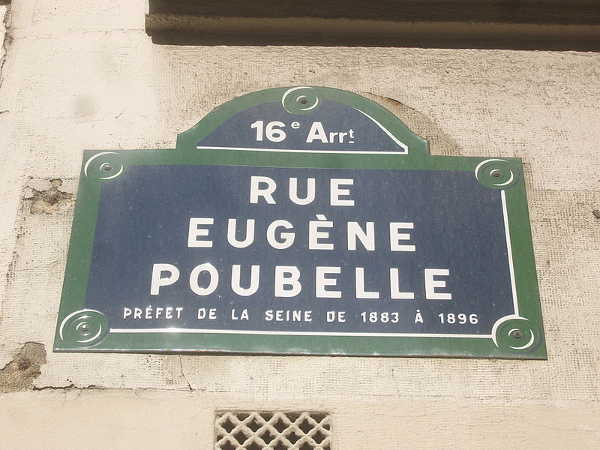 16e Arrt
RUE
EUGÈNE
POUBELLE
PRÉFET DE LA SEINE DE 1883 À 1896